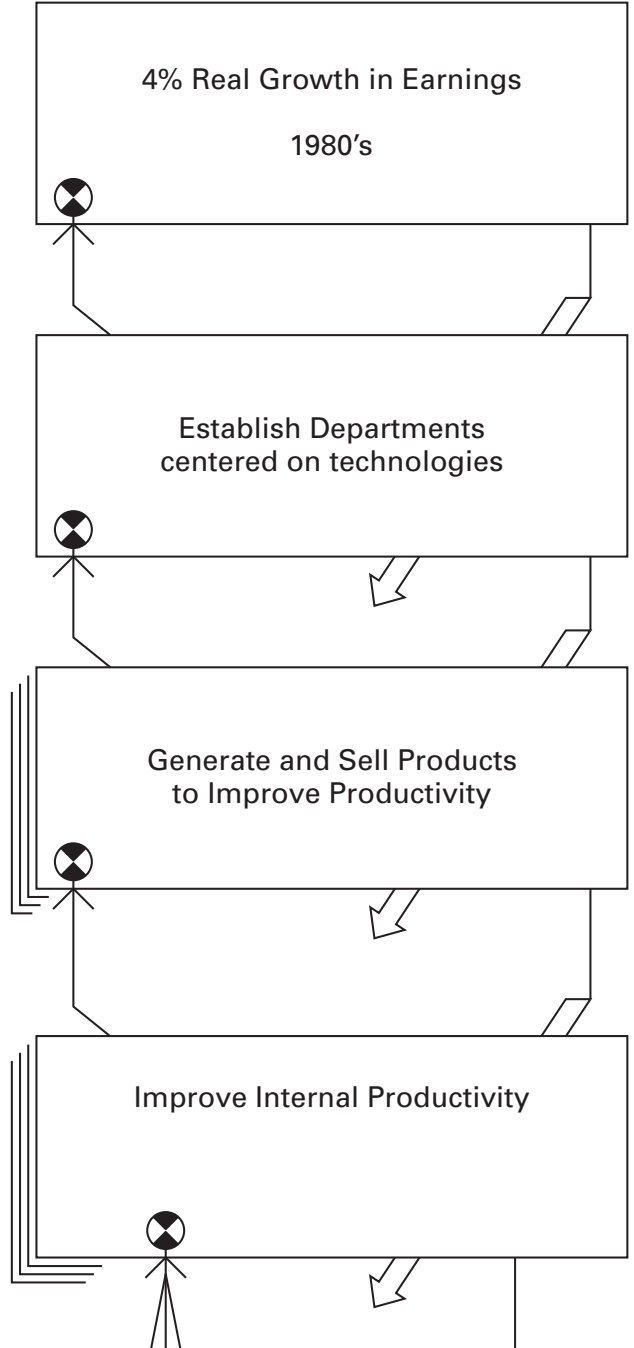 4% Real Growth in Earnings
1980's
Establish Departments
centered on technologies
Generate and Sell Products
to Improve Productivity
Improve Internal Productivity